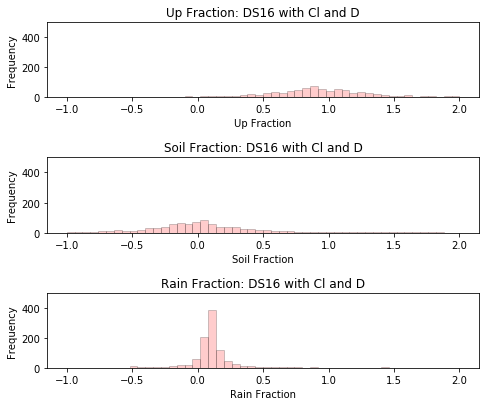 Up Fraction: DS16 with Cl and D
400
200
0
Frequency
−1.0 −0.5 0.0 0.5 1.0 1.5 2.0
Up Fraction
Soil Fraction: DS16 with Cl and D
400
200
0
Frequency
−1.0 −0.5 0.0 0.5 1.0 1.5 2.0
Soil Fraction
Rain Fraction: DS16 with Cl and D
400
200
0
Frequency
−1.0 −0.5 0.0 0.5 1.0 1.5 2.0
Rain Fraction